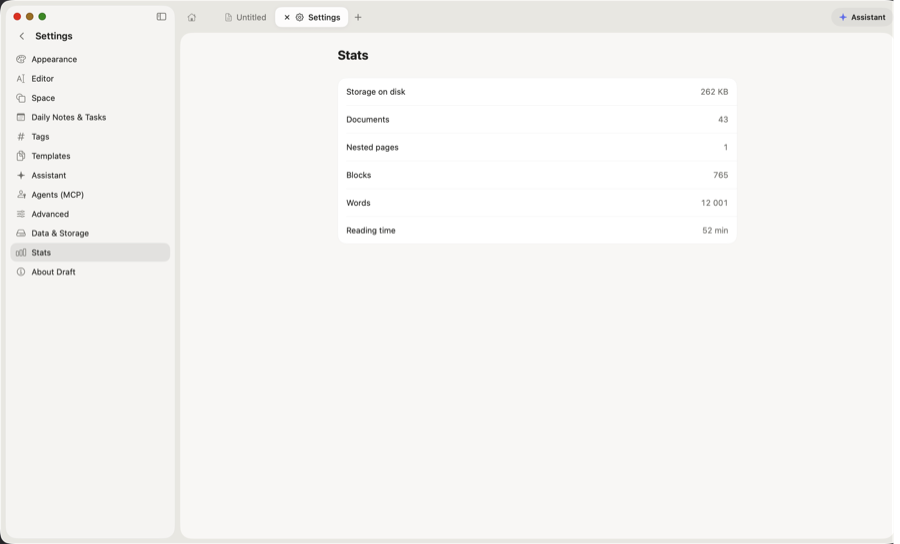 Settings
Appearance
Editor
Space
Daily Notes & Tasks
Tags
Templates
Assistant
Agents (MCP)
Advanced
Data & Storage
Stats
About Draft
Untitled
Settings
Assistant
Stats
Storage on disk 262 KB
Documents 43
Nested pages 1
Blocks 765
Words 12 001
Reading time 52 min